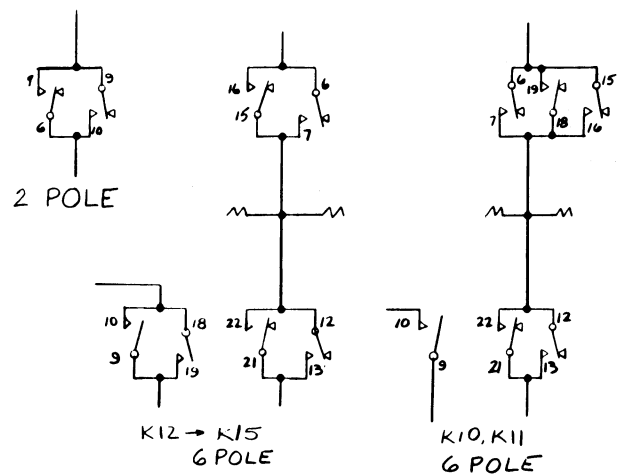 7 9
6 10
2 POLE
16 6
15 7
6 19 15
7 18 16
10 18
9 19
22 12
21 13
K12 → K15
6 POLE
10
9
22 12
21 13
K10, K11
6 POLE